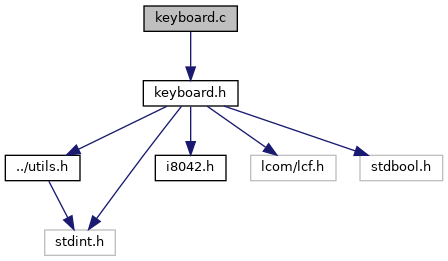 keyboard.c
keyboard.h
../utils.h
i8042.h
lcom/lcf.h
stdbool.h
stdint.h